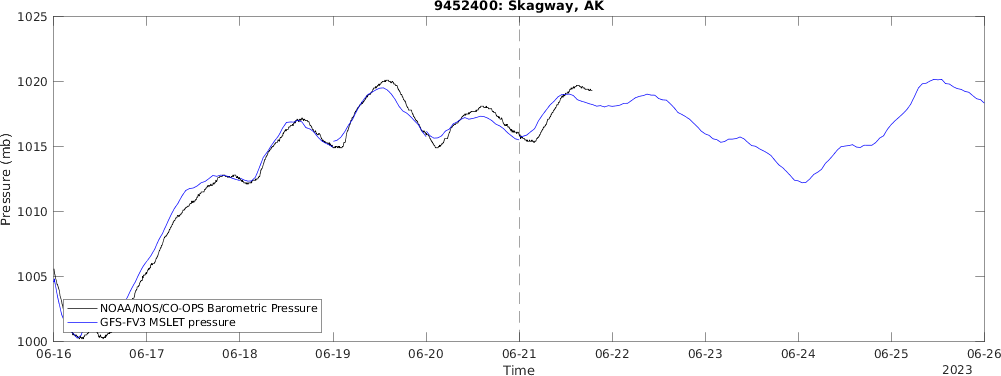 9452400: Skagway, AK
1025
1020
1015
1010
1005
1000
Pressure (mb)
NOAA/NOS/CO-OPS Barometric Pressure
GFS-FV3 MSLET pressure
06-16 06-17 06-18 06-19 06-20 06-21 06-22 06-23 06-24 06-25 06-26
Time
2023